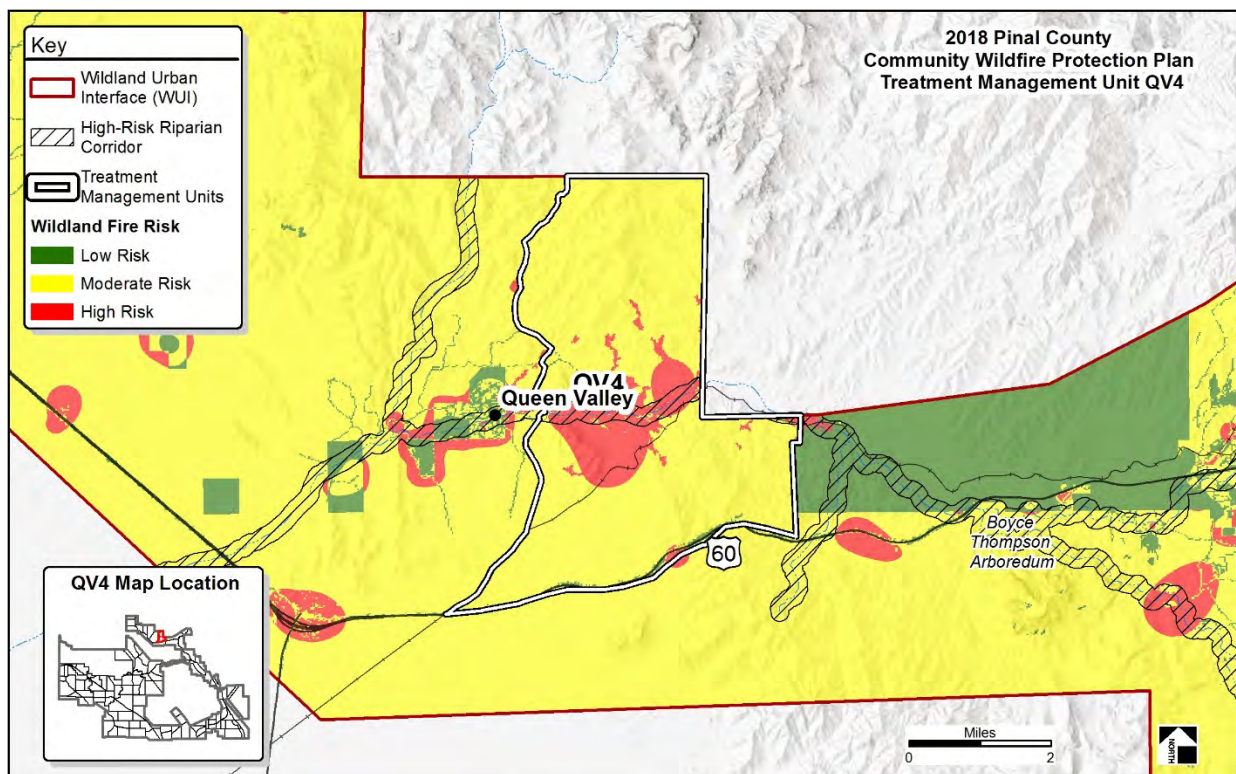 Key
Wildland Urban
Interface (WUI)
High-Risk Riparian
Corridor
Treatment
Management Units
Wildland Fire Risk
Low Risk
Moderate Risk
High Risk
2018 Pinal County
Community Wildfire Protection Plan
Treatment Management Unit QV4
QV4
Queen Valley
60
Boyce
Thompson
Arboredum
QV4 Map Location
Miles
0
2
NORTH